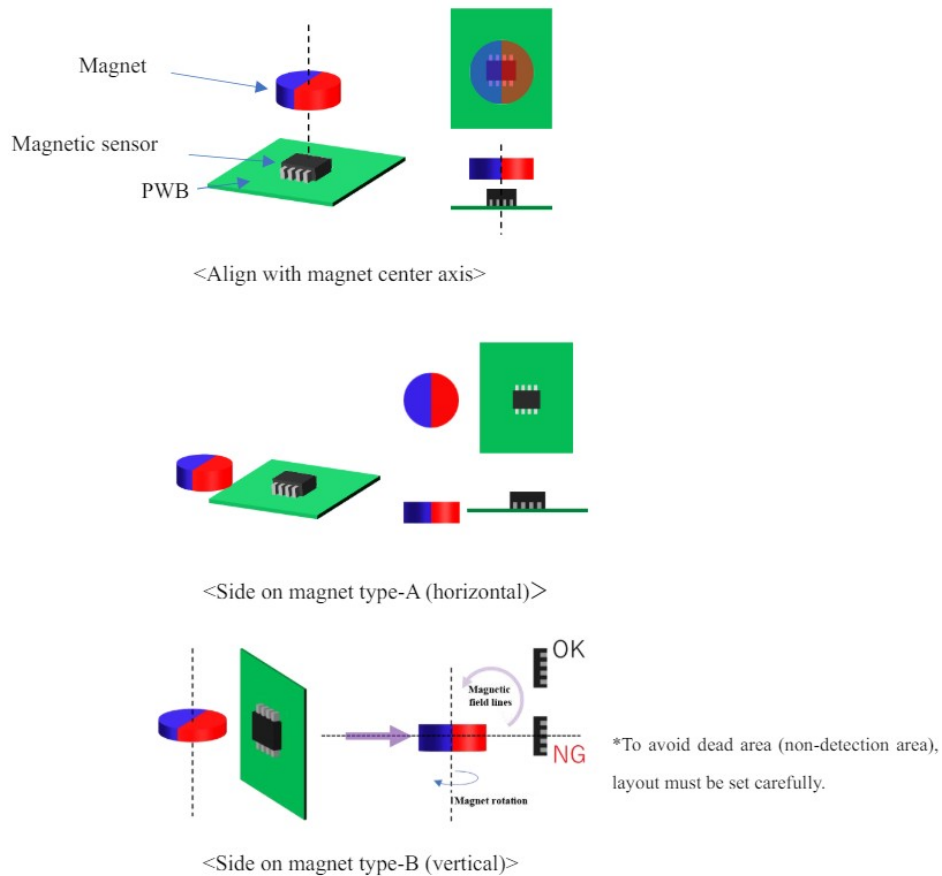 Magnet
Magnetic sensor
PWB
<Align with magnet center axis>
<Side on magnet type-A (horizontal)>
OK
Magnetic
field lines
NG
Magnet rotation
*To avoid dead area (non-detection area),
layout must be set carefully.
<Side on magnet type-B (vertical)>